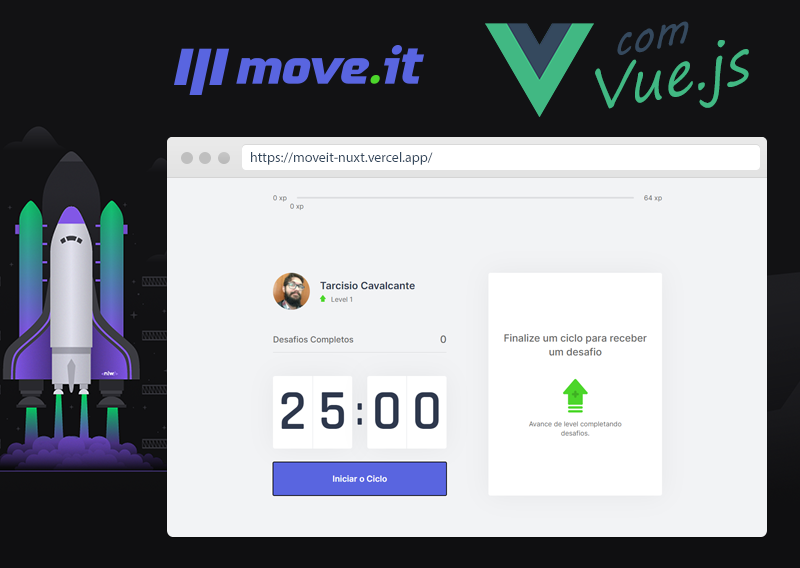 move.it
com
Vue.js
https://moveit-nuxt.vercel.app/
0 xp
64 xp
0 xp
Tarcisio Cavalcante
Level 1
Desafios Completos
0
25:00
Iniciar o Ciclo
Finalize um ciclo para receber
um desafio
Avance de level completando
desafios.